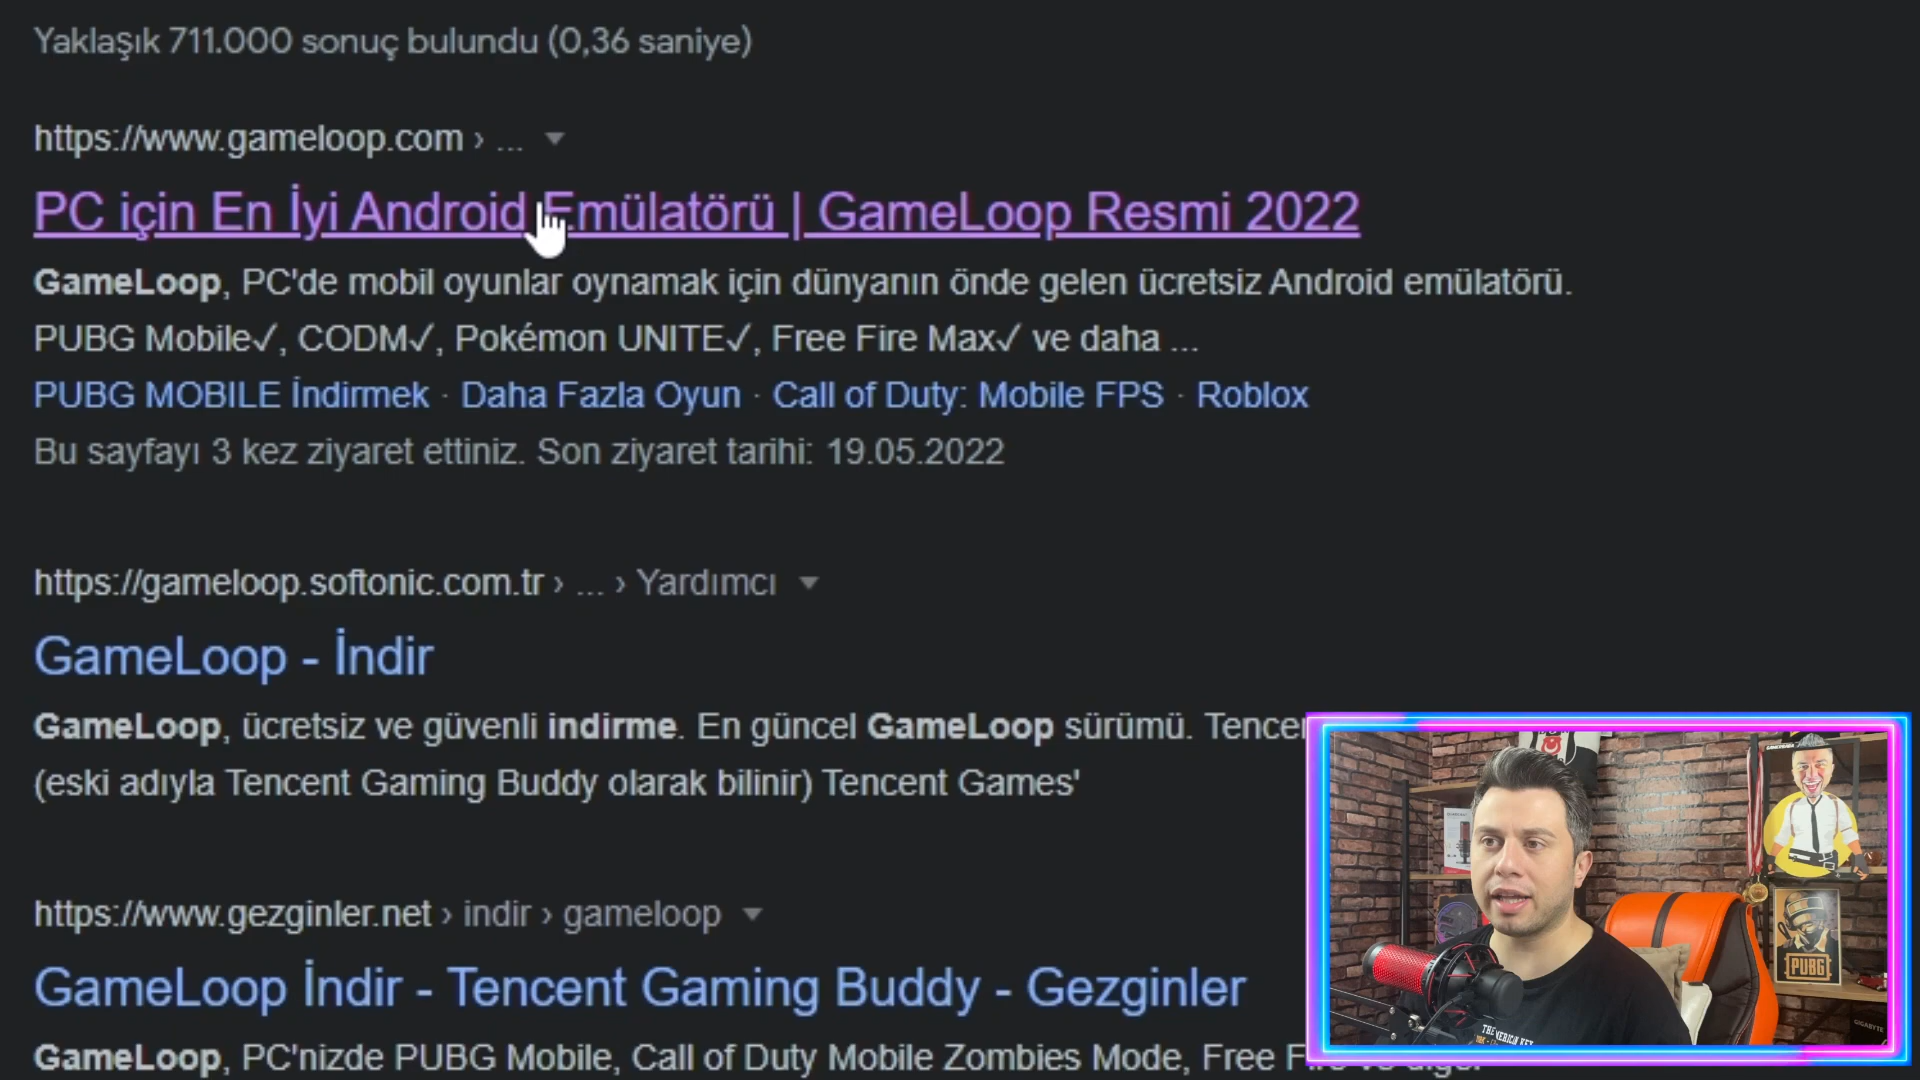 Yaklaşık 711.000 sonuç bulundu (0,36 saniye)
https://www.gameloop.com › ...
PC için En İyi Android Emülatörü | GameLoop Resmi 2022
GameLoop, PC'de mobil oyunlar oynamak için dünyanın önde gelen ücretsiz Android emülatörü.
PUBG Mobile✓, CODM✓, Pokémon UNITE✓, Free Fire Max✓ ve daha ...
PUBG MOBILE İndirmek · Daha Fazla Oyun · Call of Duty: Mobile FPS · Roblox
Bu sayfayı 3 kez ziyaret ettiniz. Son ziyaret tarihi: 19.05.2022
https://gameloop.softonic.com.tr › ... › Yardımcı
GameLoop - İndir
GameLoop, ücretsiz ve güvenli indirme. En güncel GameLoop sürümü. Tencen
(eski adıyla Tencent Gaming Buddy olarak bilinir) Tencent Games'
https://www.gezginler.net › indir › gameloop
GameLoop İndir - Tencent Gaming Buddy - Gezginler
GameLoop, PC'nizde PUBG Mobile, Call of Duty Mobile Zombies Mode, Free Fire ve diğer
PUBG
GIGABYTE